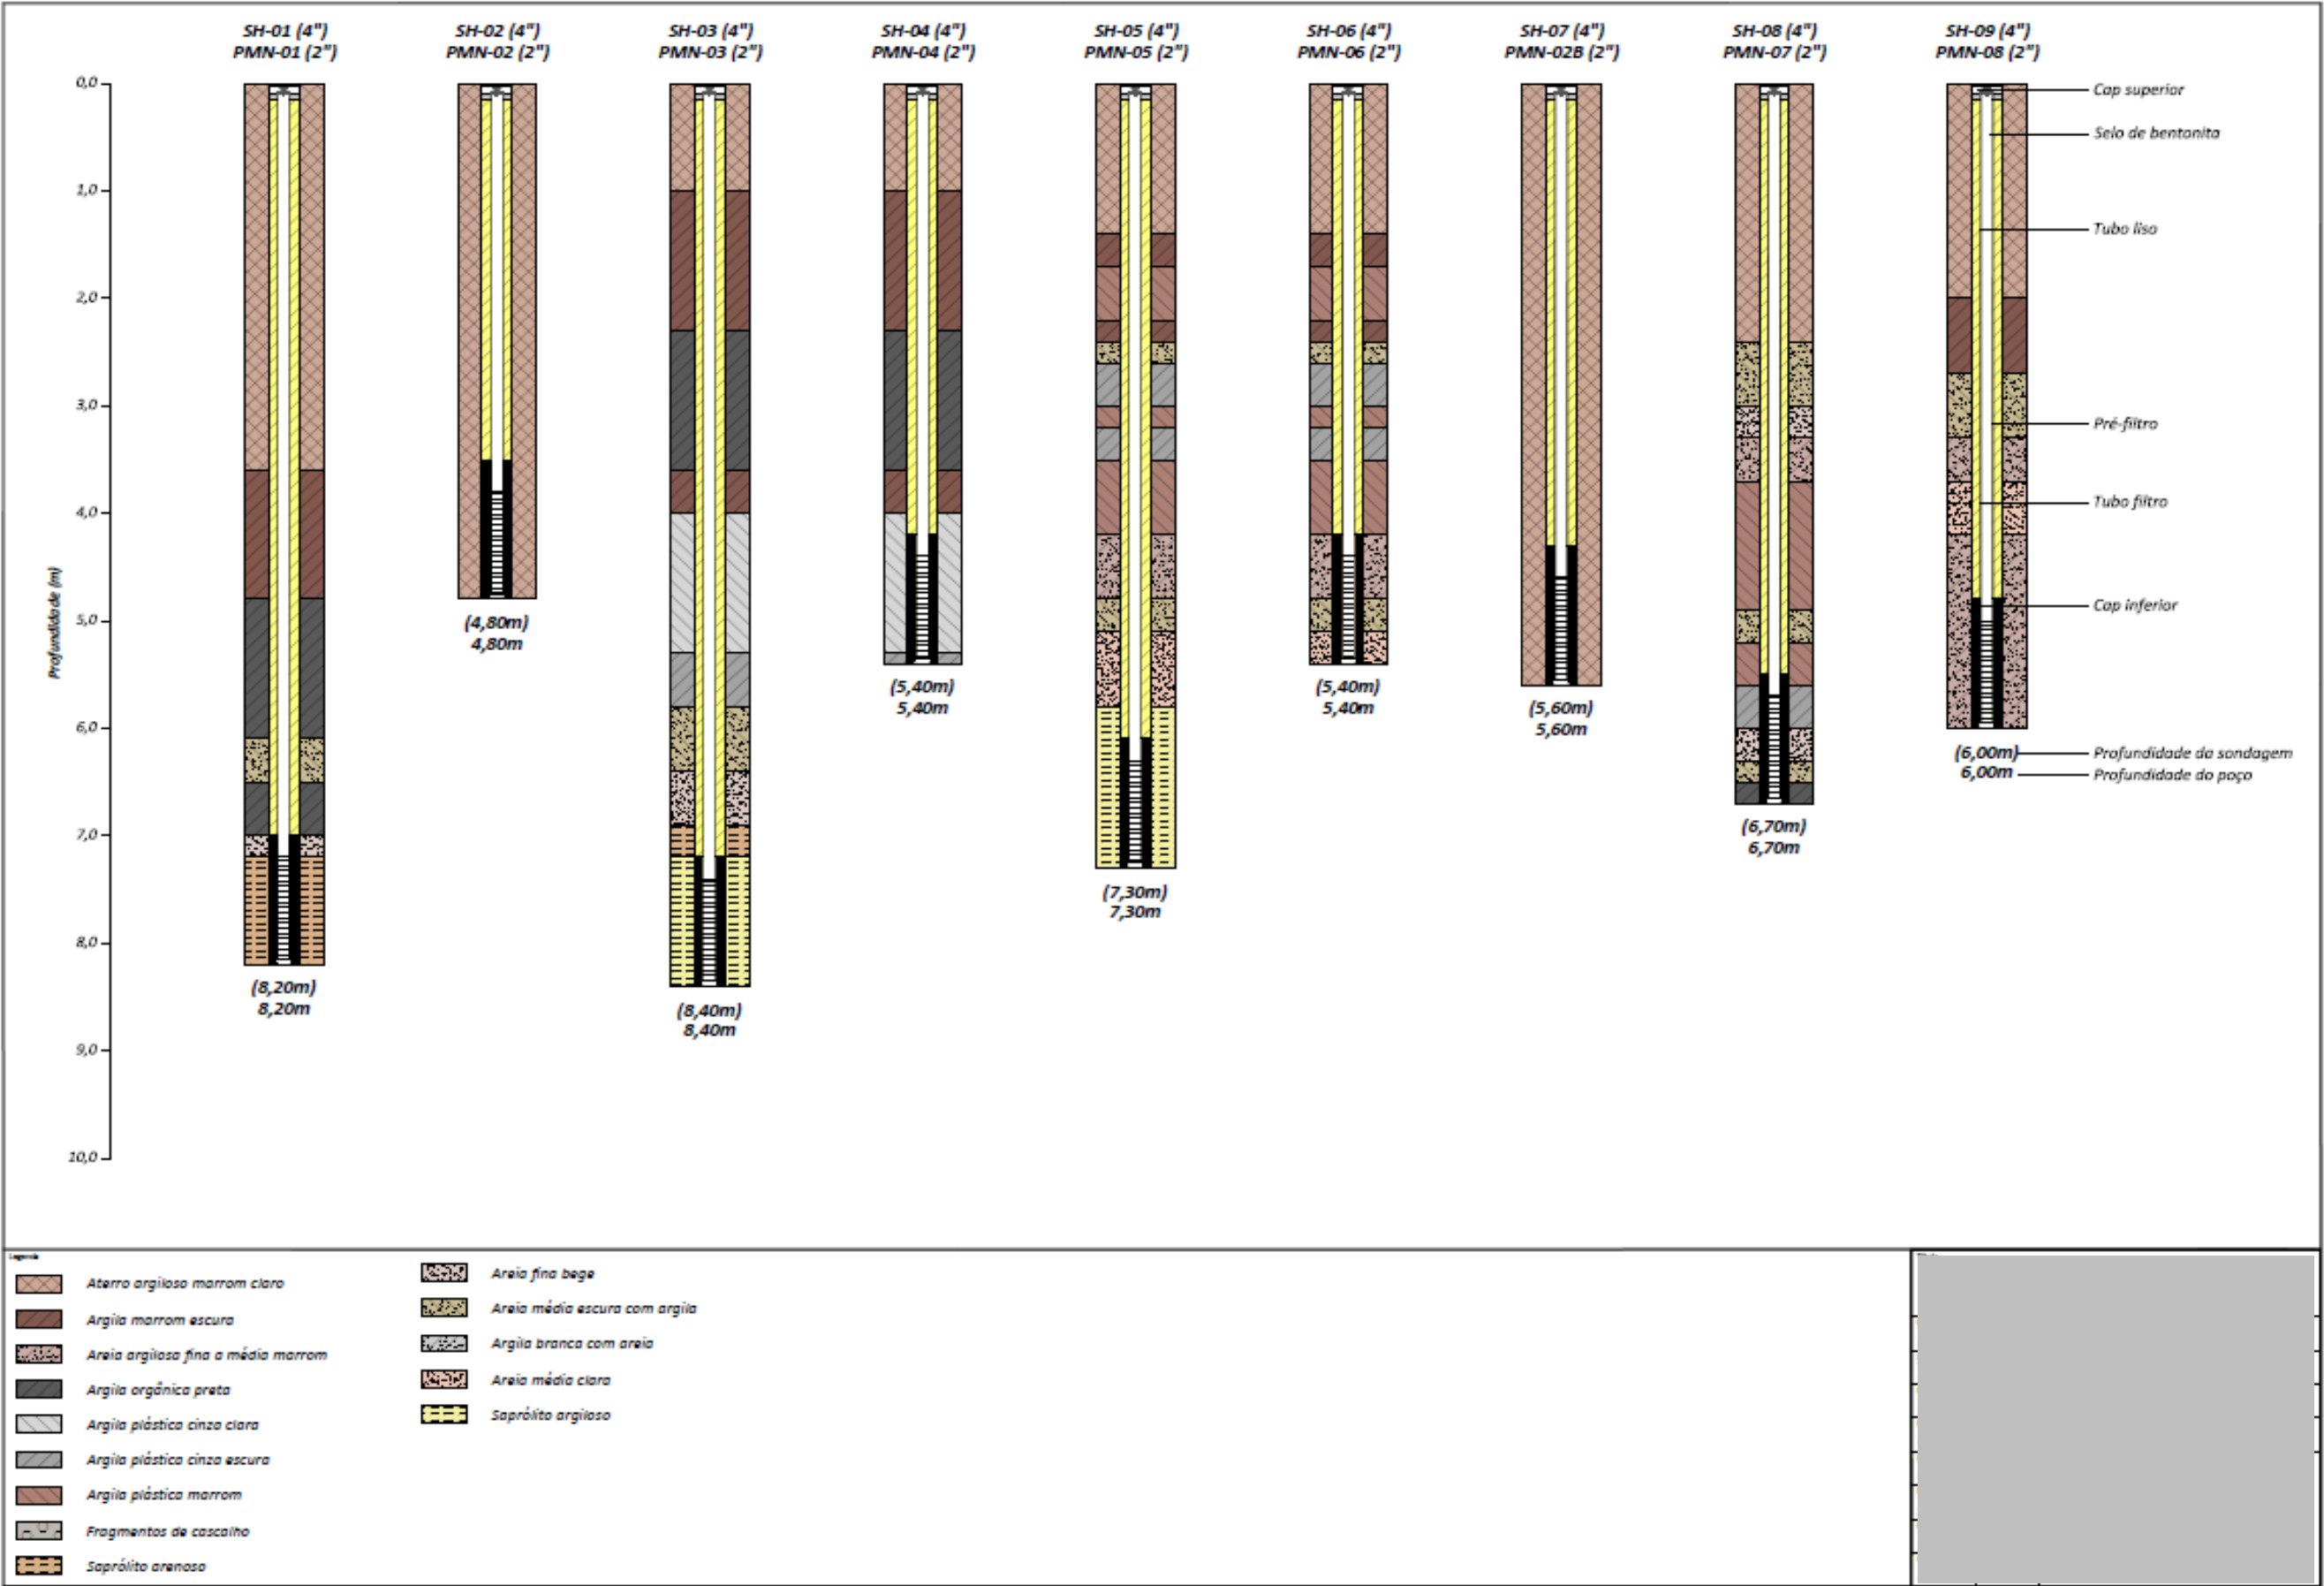 SH-01 (4")
PMN-01 (2")
SH-02 (4")
PMN-02 (2")
SH-03 (4")
PMN-03 (2")
SH-04 (4")
PMN-04 (2")
SH-05 (4")
PMN-05 (2")
SH-06 (4")
PMN-06 (2")
SH-07 (4")
PMN-02B (2")
SH-08 (4")
PMN-07 (2")
SH-09 (4")
PMN-08 (2")
0,0
1,0
2,0
3,0
4,0
5,0
6,0
7,0
8,0
9,0
10,0
Profundidade (m)
Cap superior
Selo de bentonita
Tubo liso
Pré-filtro
Tubo filtro
Cap inferior
Profundidade da sondagem
Profundidade do poço
(8,20m)
8,20m
(4,80m)
4,80m
(8,40m)
8,40m
(5,40m)
5,40m
(7,30m)
7,30m
(5,40m)
5,40m
(5,60m)
5,60m
(6,70m)
6,70m
(6,00m)
6,00m
Legenda
Aterro argiloso marrom claro
Argila marrom escura
Areia argilosa fina a média marrom
Argila orgânica preta
Argila plástica cinza clara
Argila plástica cinza escura
Argila plástica marrom
Fragmentos de cascalho
Saprólito arenoso
Areia fina bege
Areia média escura com argila
Argila branca com areia
Areia média clara
Saprólito argiloso